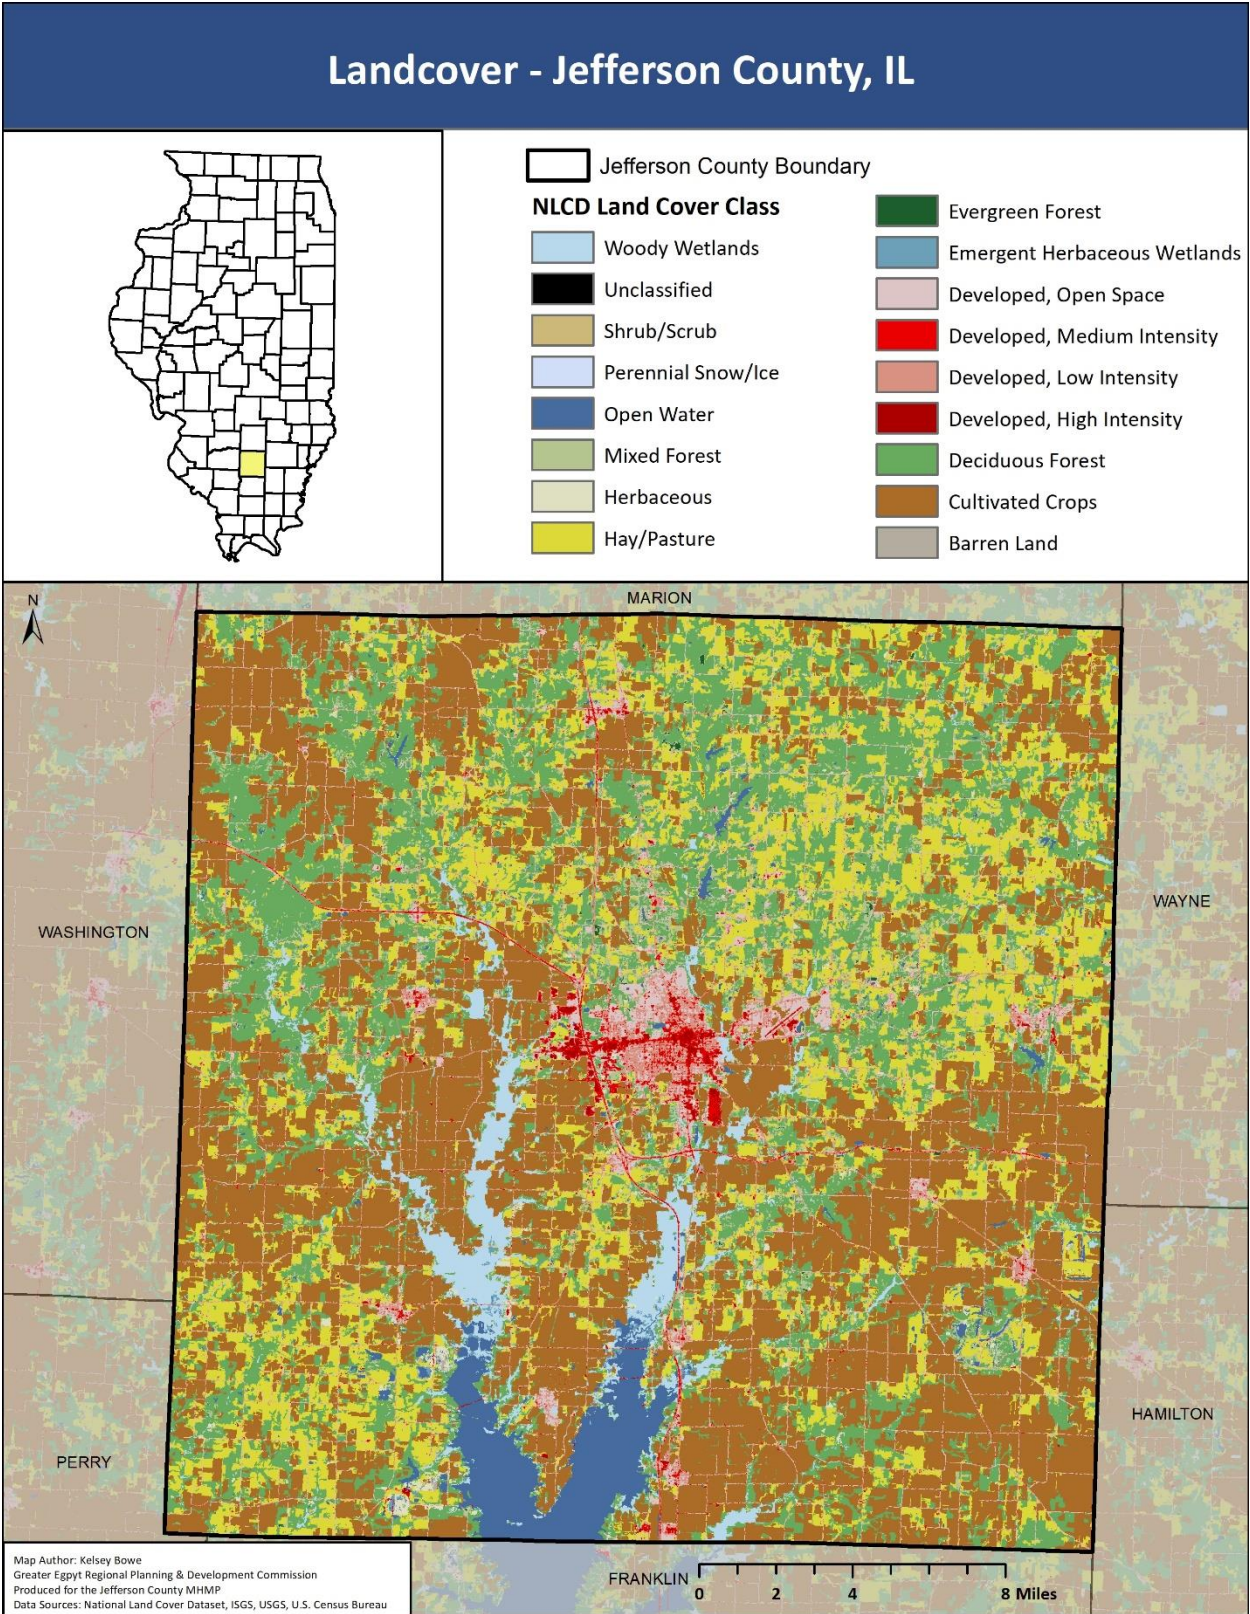 Landcover - Jefferson County, IL
Jefferson County Boundary
NLCD Land Cover Class
Woody Wetlands
Unclassified
Shrub/Scrub
Perennial Snow/Ice
Open Water
Mixed Forest
Herbaceous
Hay/Pasture
Evergreen Forest
Emergent Herbaceous Wetlands
Developed, Open Space
Developed, Medium Intensity
Developed, Low Intensity
Developed, High Intensity
Deciduous Forest
Cultivated Crops
Barren Land
N
MARION
WASHINGTON
WAYNE
PERRY
HAMILTON
FRANKLIN
0 2 4 8 Miles
Map Author: Kelsey Bowe
Greater Egpyt Regional Planning & Development Commission
Produced for the Jefferson County MHMP
Data Sources: National Land Cover Dataset, ISGS, USGS, U.S. Census Bureau